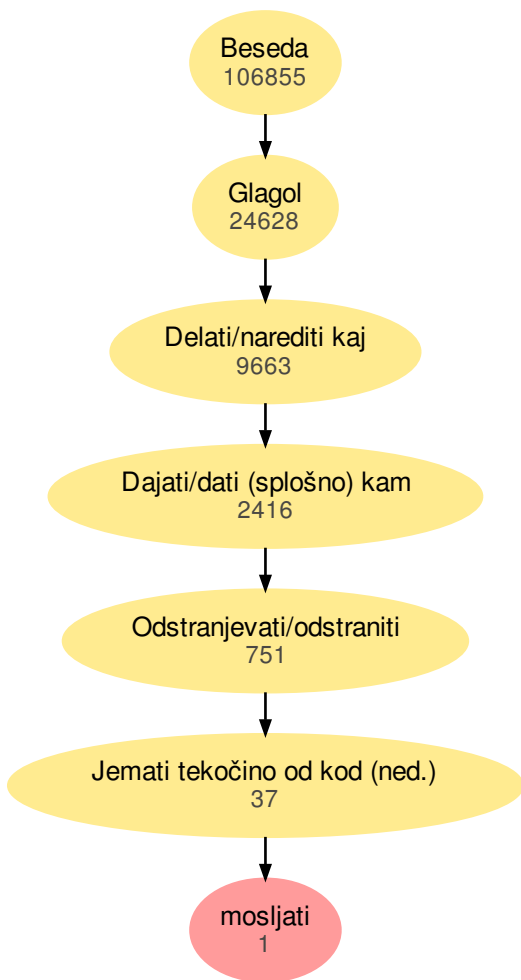 Beseda
106855
Glagol
24628
Delati/narediti kaj
9663
Dajati/dati (splošno) kam
2416
Odstranjevati/odstraniti
751
Jemati tekočino od kod (ned.)
37
mosljati
1